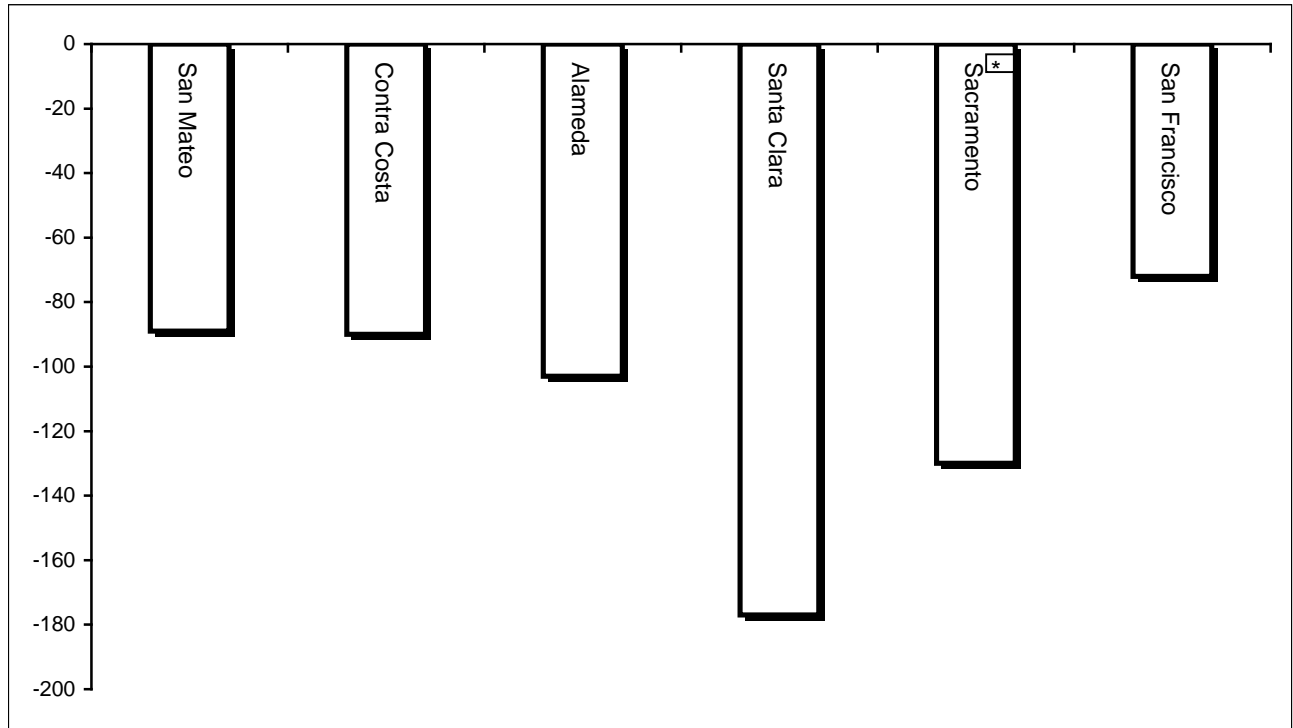 0
-20
-40
-60
-80
-100
-120
-140
-160
-180
-200
San Mateo
Contra Costa
Alameda
Santa Clara
Sacramento
*
San Francisco